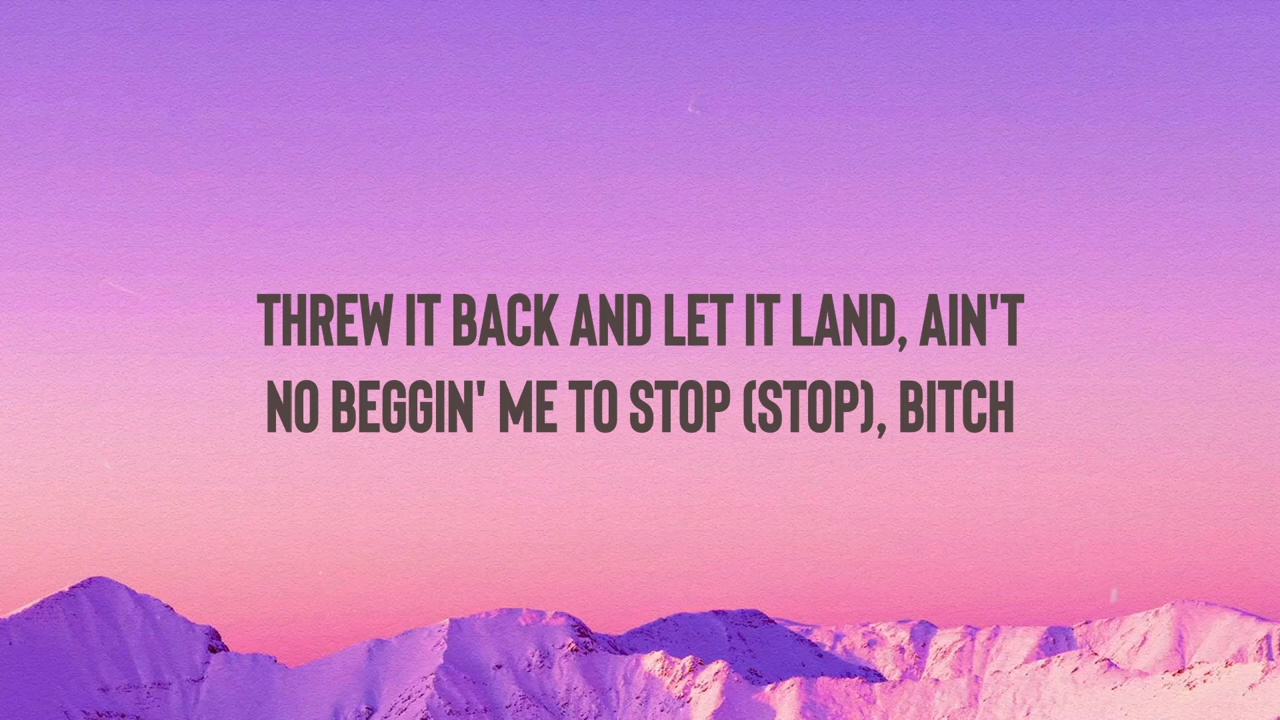 THREW IT BACK AND LET IT LAND, AIN'T
NO BEGGIN' ME TO STOP (STOP), BITCH